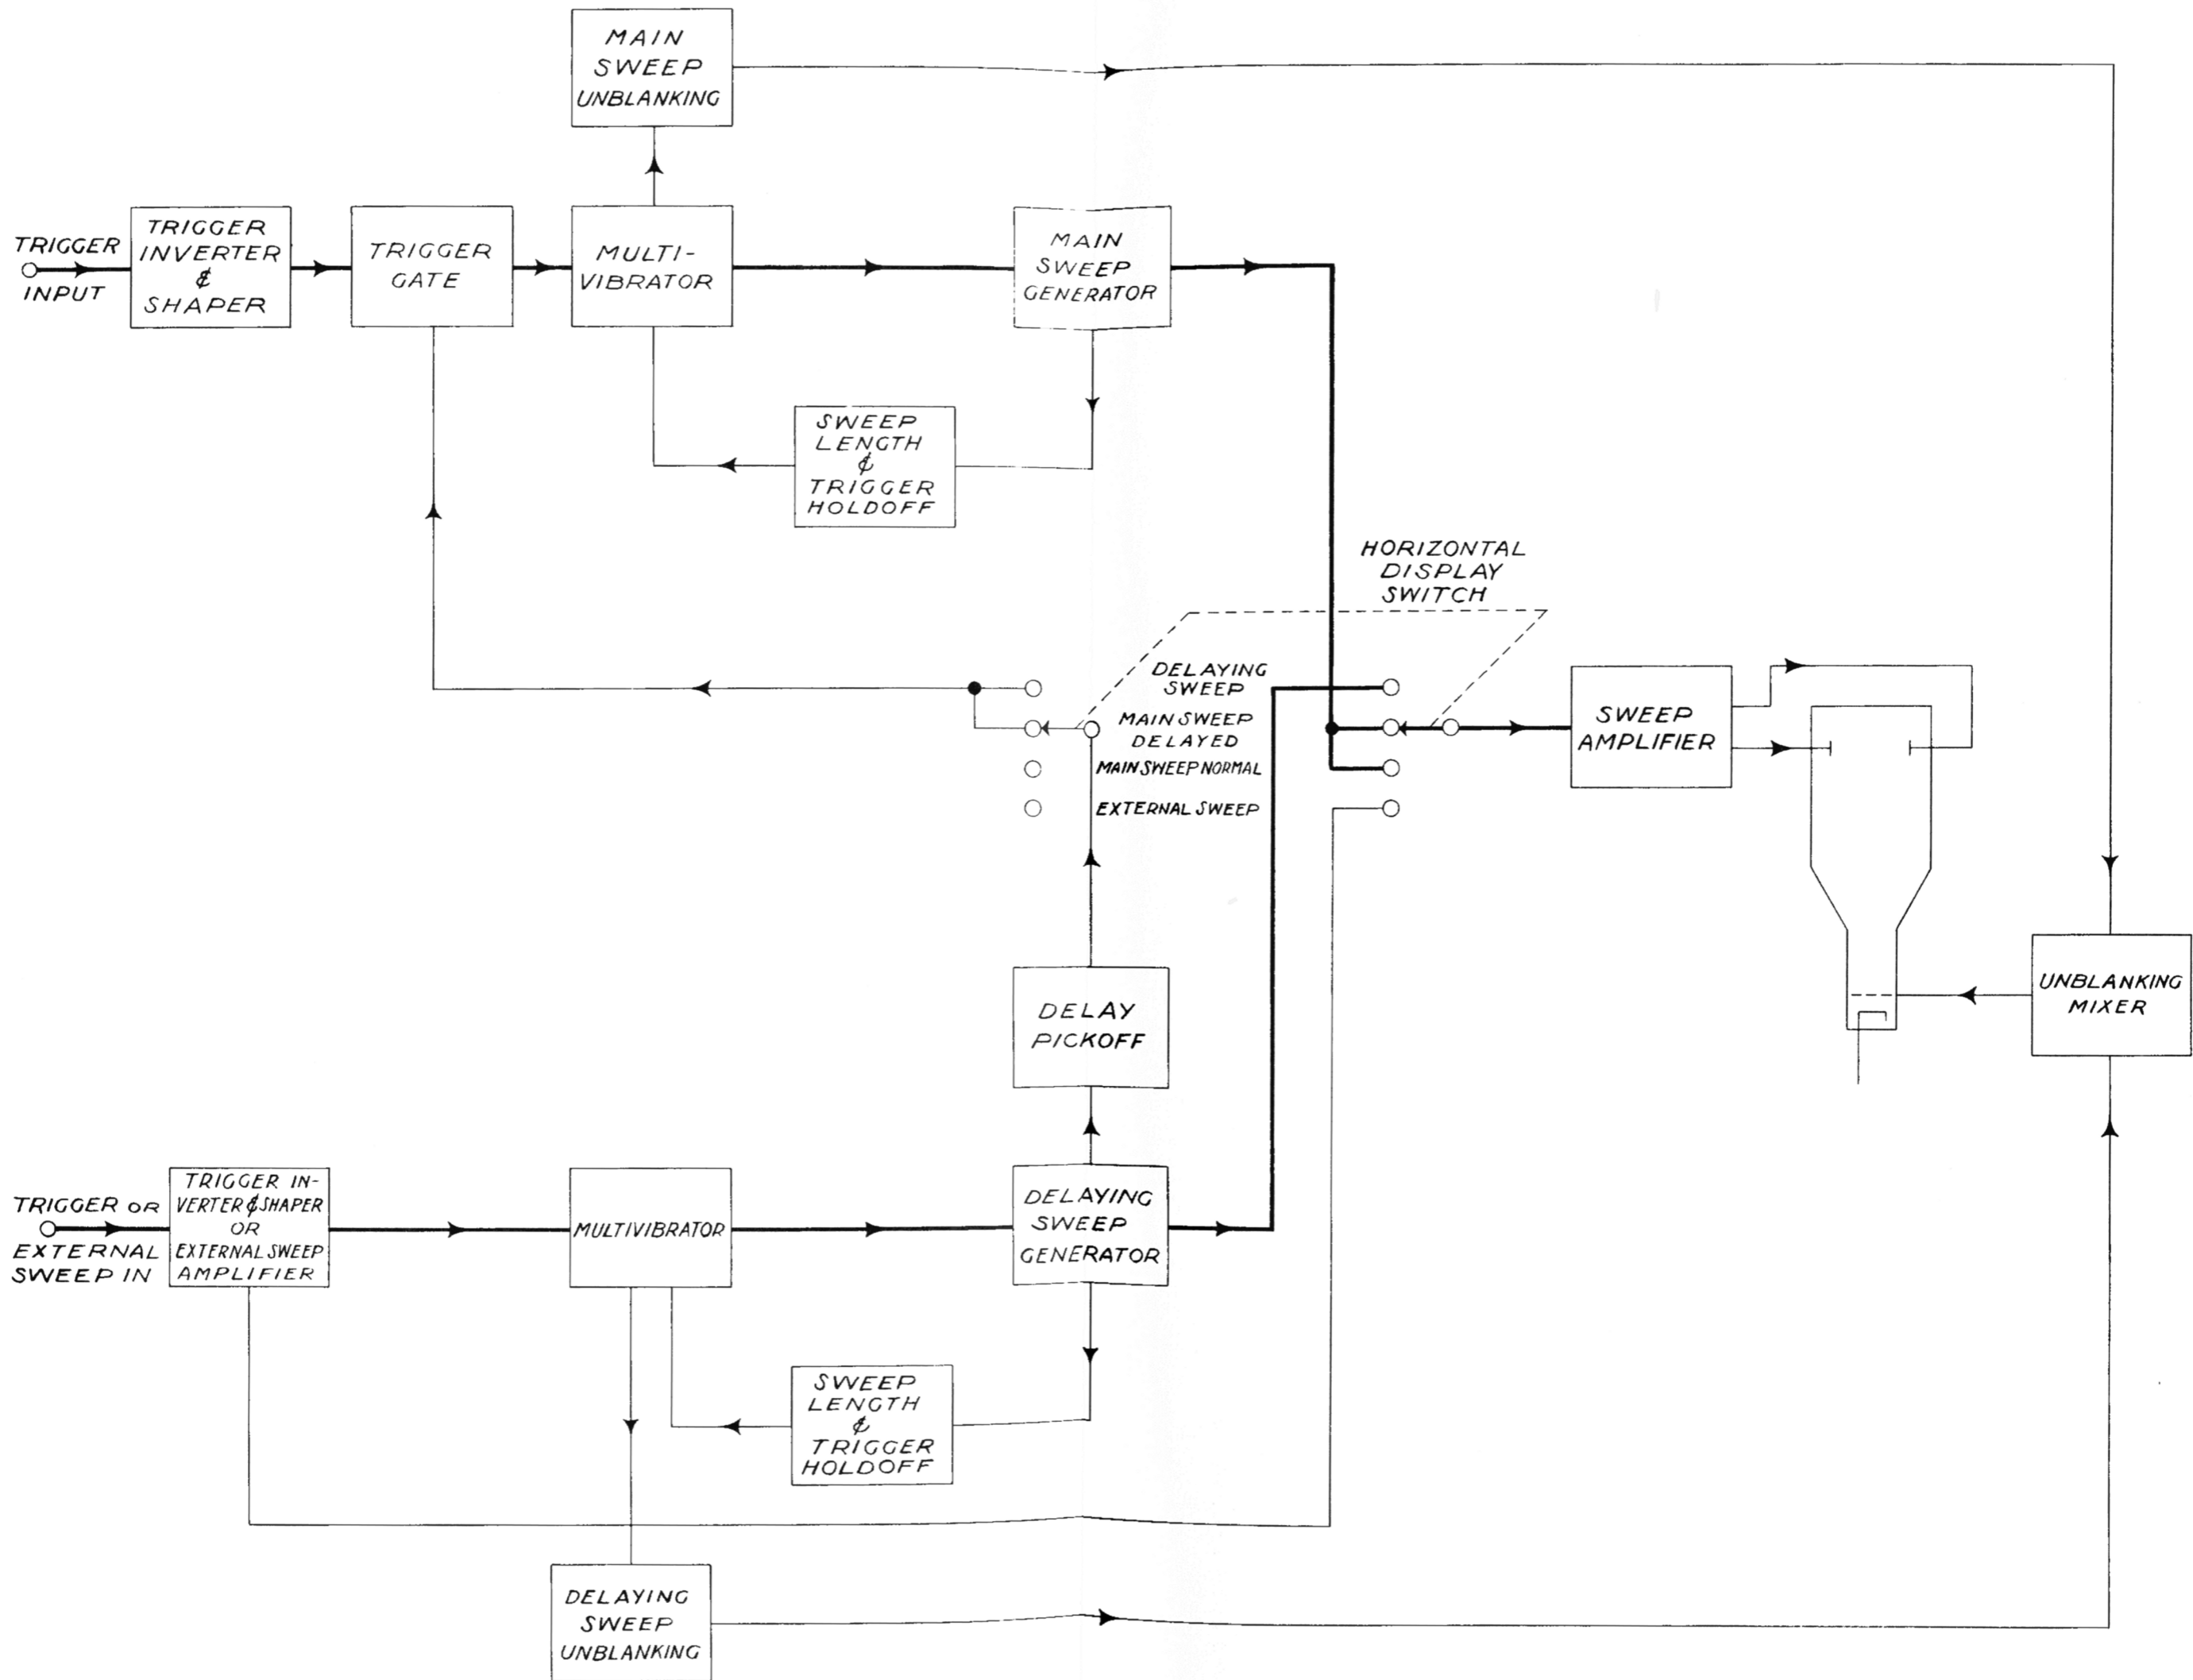 MAIN
SWEEP
UNBLANKING
TRIGGER
INPUT
TRIGGER
INVERTER
&
SHAPER
TRIGGER
GATE
MULTI-
VIBRATOR
MAIN
SWEEP
GENERATOR
SWEEP
LENGTH
&
TRIGGER
HOLDOFF
HORIZONTAL
DISPLAY
SWITCH
DELAYING
SWEEP
MAIN SWEEP
DELAYED
MAIN SWEEP NORMAL
EXTERNAL SWEEP
SWEEP
AMPLIFIER
UNBLANKING
MIXER
DELAY
PICKOFF
TRIGGER OR
EXTERNAL
SWEEP IN
TRIGGER IN-
VERTER & SHAPER
OR
EXTERNAL SWEEP
AMPLIFIER
MULTIVIBRATOR
DELAYING
SWEEP
GENERATOR
SWEEP
LENGTH
&
TRIGGER
HOLDOFF
DELAYING
SWEEP
UNBLANKING